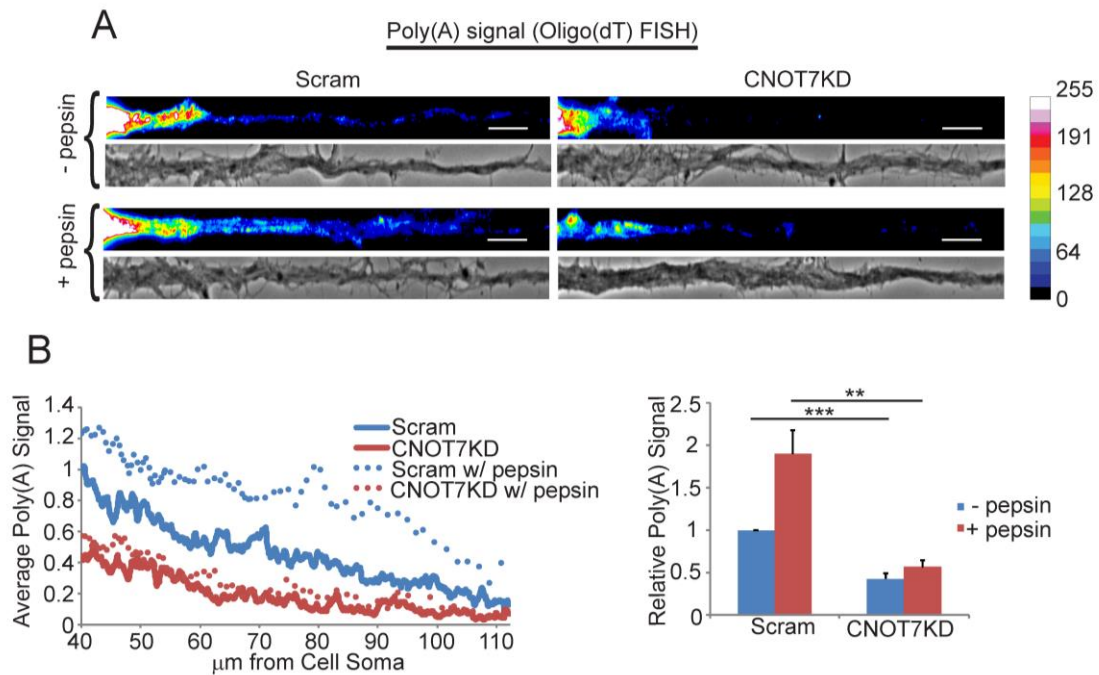 A
Poly(A) signal (Oligo(dT) FISH)
Scram
CNOT7KD
- pepsin
+ pepsin
255
191
128
64
0
B
Average Poly(A) Signal
1.4
1.2
1
0.8
0.6
0.4
0.2
0
40
50
60
70
80
90
100
110
μm from Cell Soma
Scram
CNOT7KD
Scram w/ pepsin
CNOT7KD w/ pepsin
Relative Poly(A) Signal
2.5
2
1.5
1
0.5
0
**
***
Scram
CNOT7KD
- pepsin
+ pepsin